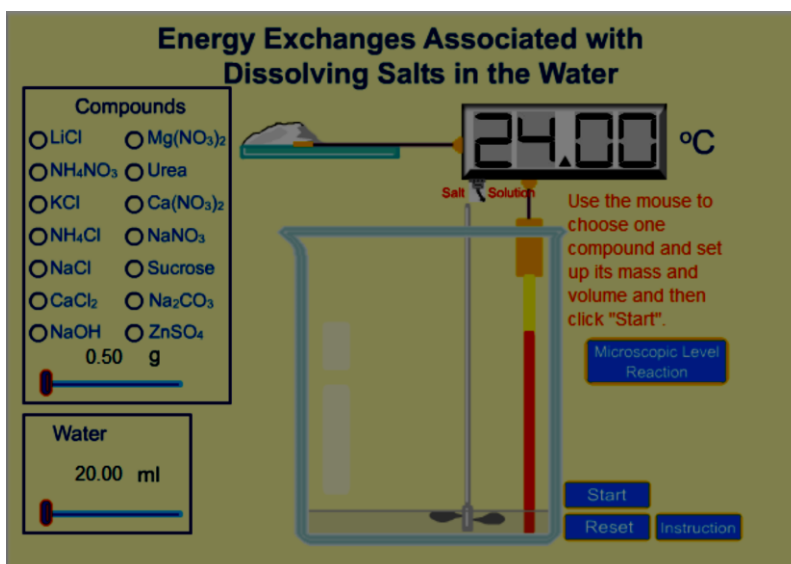 Energy Exchanges Associated with
Dissolving Salts in the Water
Compounds
LiCl Mg(NO₃)₂
NH₄NO₃ Urea
KCl Ca(NO₃)₂
NH₄Cl NaNO₃
NaCl Sucrose
CaCl₂ Na₂CO₃
NaOH ZnSO₄
0.50 g
Water
20.00 ml
24.00 ºC
Salt Solution
Use the mouse to
choose one
compound and set
up its mass and
volume and then
click "Start".
Microscopic Level
Reaction
Start
Reset Instruction